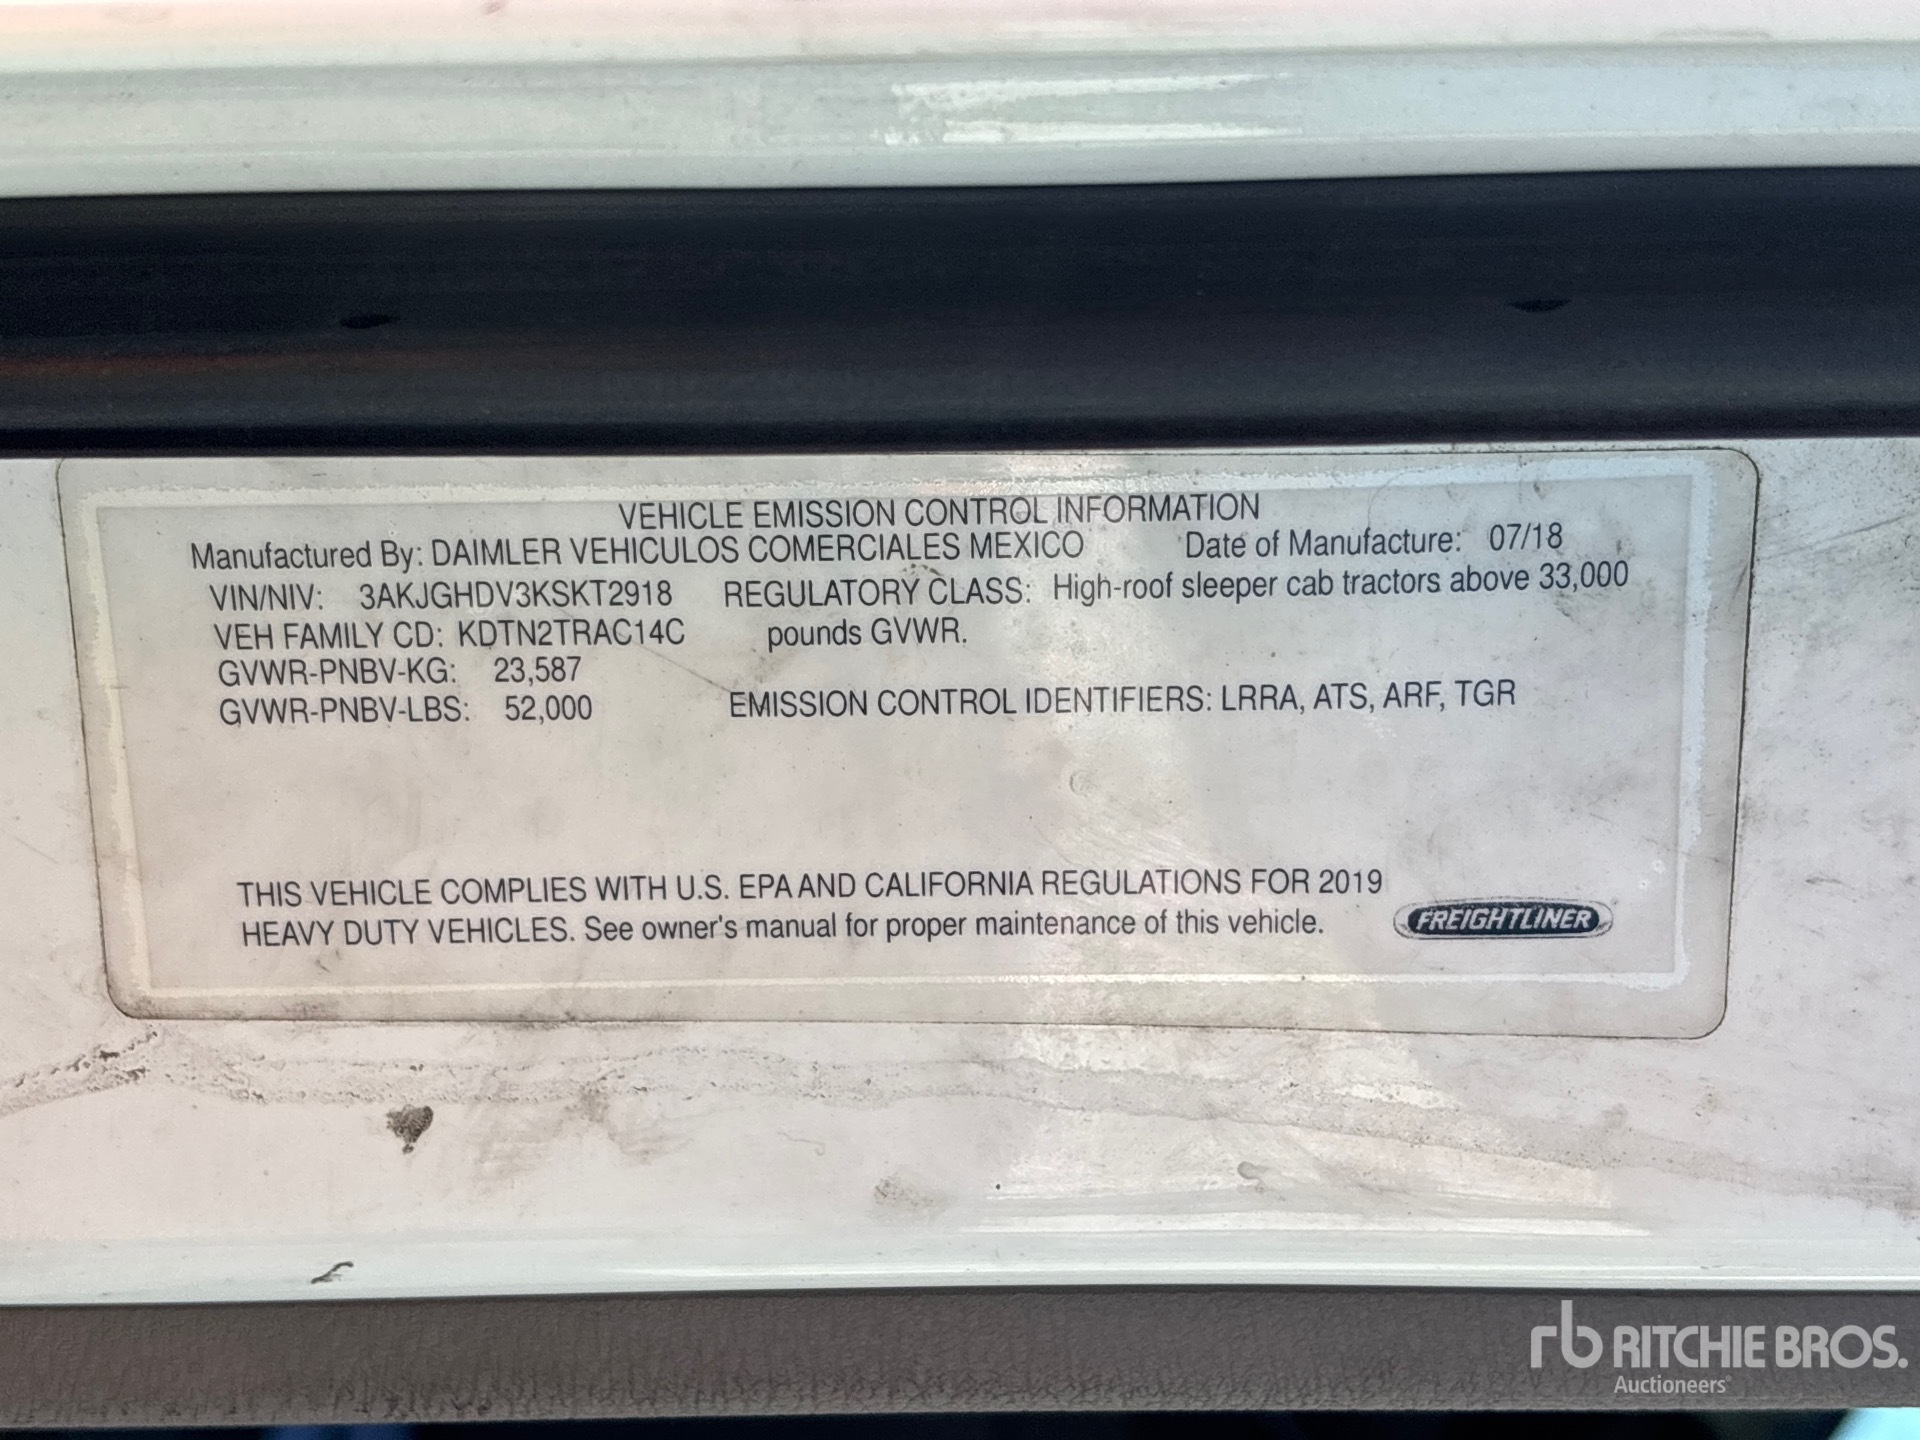 VEHICLE EMISSION CONTROL INFORMATION
Manufactured By: DAIMLER VEHICULOS COMERCIALES MEXICO Date of Manufacture: 07/18
VIN/NIV: 3AKJGHDV3KSKT2918 REGULATORY CLASS: High-roof sleeper cab tractors above 33,000
VEH FAMILY CD: KDTN2TRAC14C pounds GVWR.
GVWR-PNBV-KG: 23,587
GVWR-PNBV-LBS: 52,000 EMISSION CONTROL IDENTIFIERS: LRRA, ATS, ARF, TGR
THIS VEHICLE COMPLIES WITH U.S. EPA AND CALIFORNIA REGULATIONS FOR 2019
HEAVY DUTY VEHICLES. See owner's manual for proper maintenance of this vehicle.
FREIGHTLINER
rb RITCHIE BROS.
Auctioneers